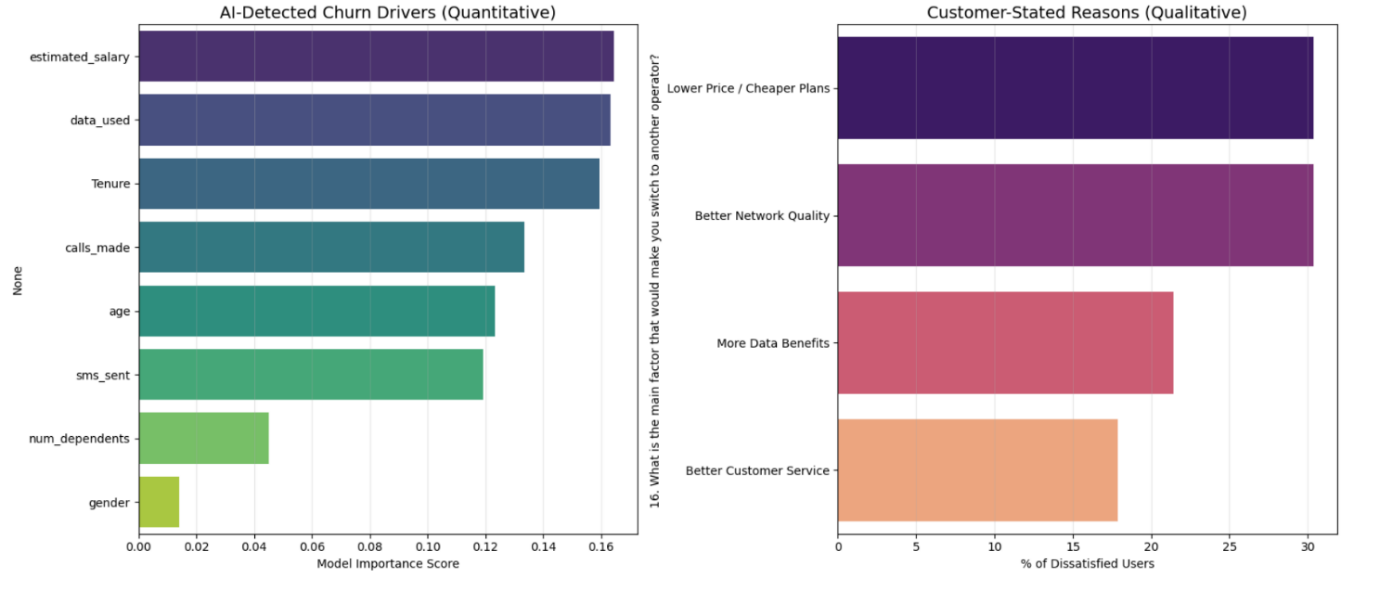 AI-Detected Churn Drivers (Quantitative)
None
estimated_salary
data_used
Tenure
calls_made
age
sms_sent
num_dependents
gender
0.00 0.02 0.04 0.06 0.08 0.10 0.12 0.14 0.16
Model Importance Score
Customer-Stated Reasons (Qualitative)
16. What is the main factor that would make you switch to another operator?
Lower Price / Cheaper Plans
Better Network Quality
More Data Benefits
Better Customer Service
0 5 10 15 20 25 30
% of Dissatisfied Users